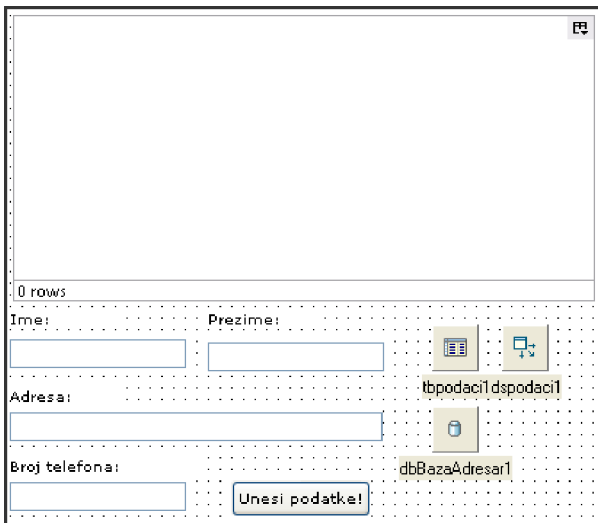 0 rows
Ime:
Prezime:
tbpodaci1
dspodaci1
Adresa:
dbBazaAdresar1
Broj telefona:
Unesi podatke!